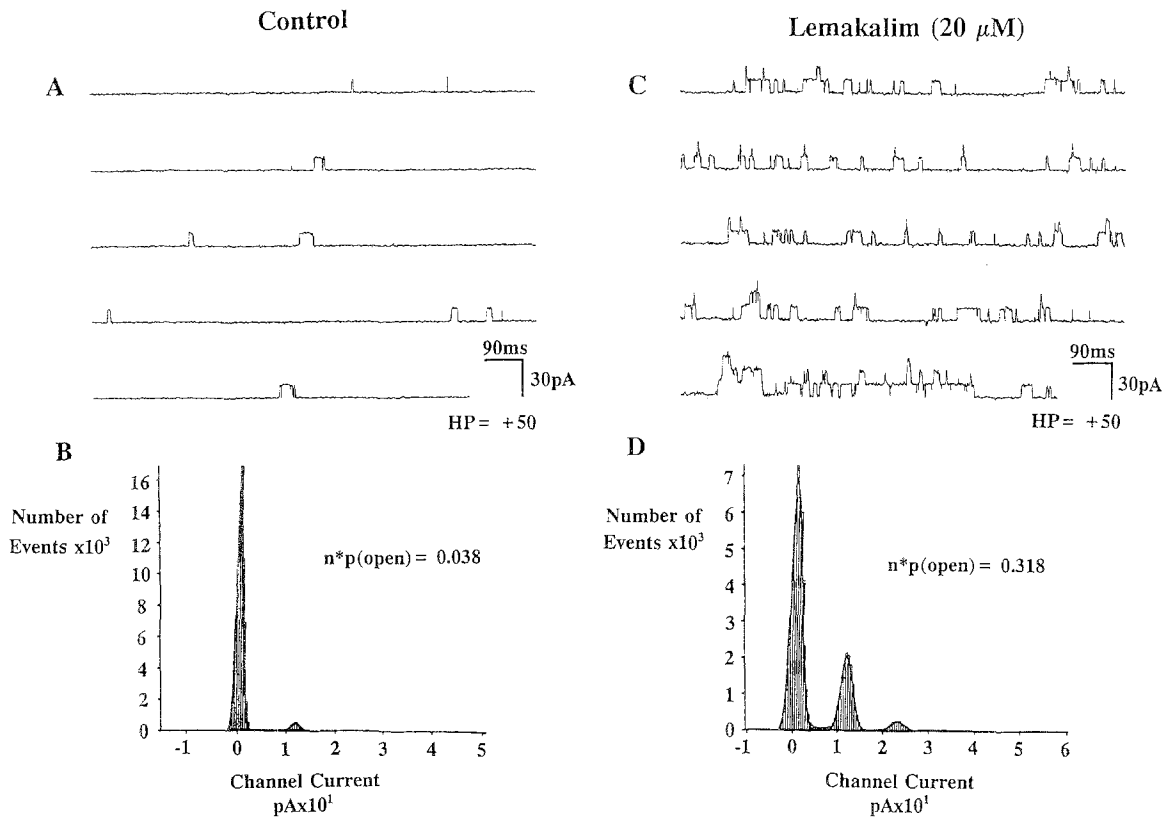 Control
Lemakalim (20 μM)
A
C
90ms
30pA
HP= +50
90ms
30pA
HP= +50
B
D
16
14
12
10
8
6
4
2
0
Number of
Events x10³
n*p(open) = 0.038
-1 0 1 2 3 4 5
Channel Current
pAx10¹
7
6
5
4
3
2
1
0
Number of
Events x10³
n*p(open) = 0.318
-1 0 1 2 3 4 5 6
Channel Current
pAx10¹